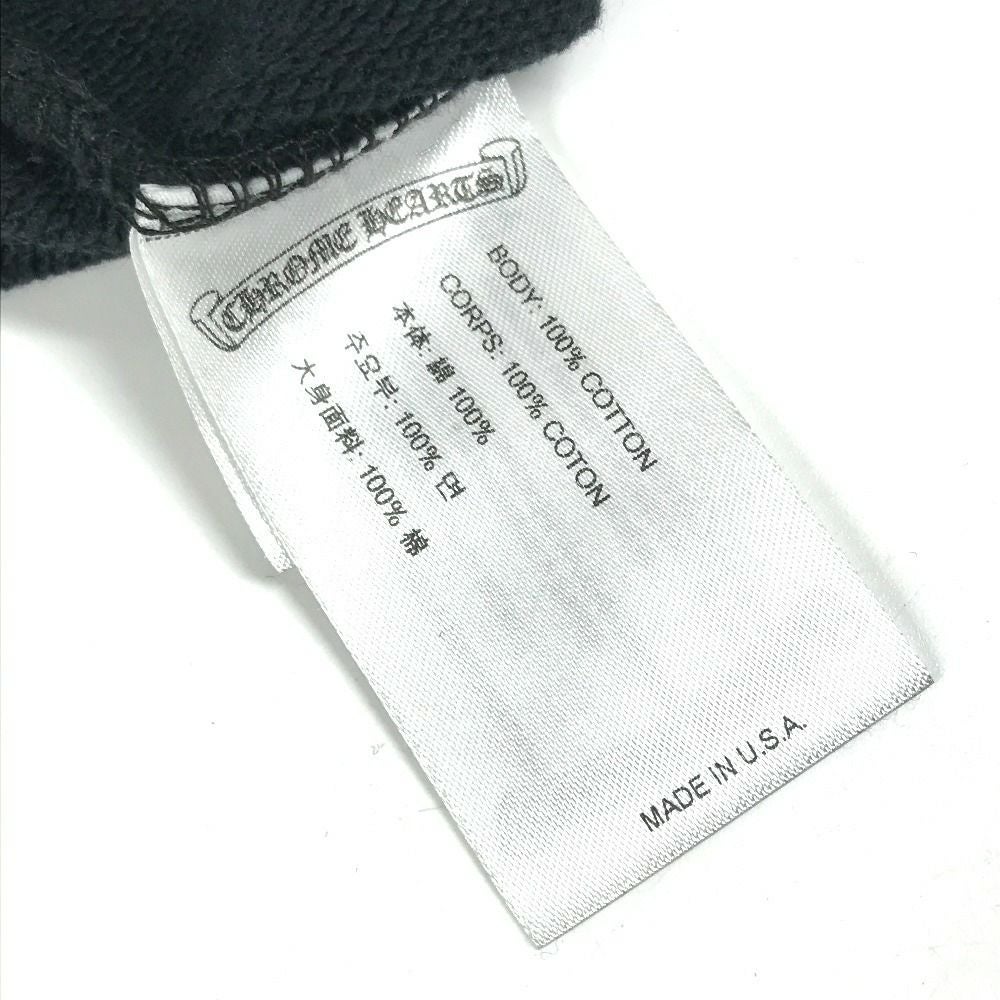 CHROME HEARTS
BODY: 100% COTTON
CORPS: 100% COTON
本体: 綿 100%
주요부: 100% 면
大身面料: 100% 棉
MADE IN U.S.A.